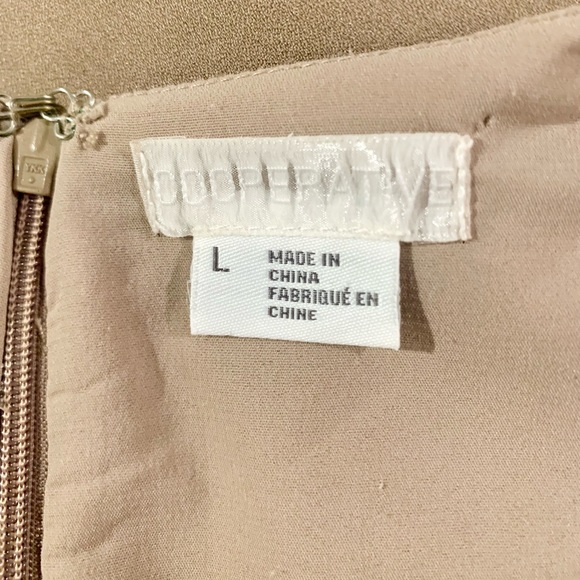 COOPERATIVE
L
MADE IN
CHINA
FABRIQUÉ EN
CHINE